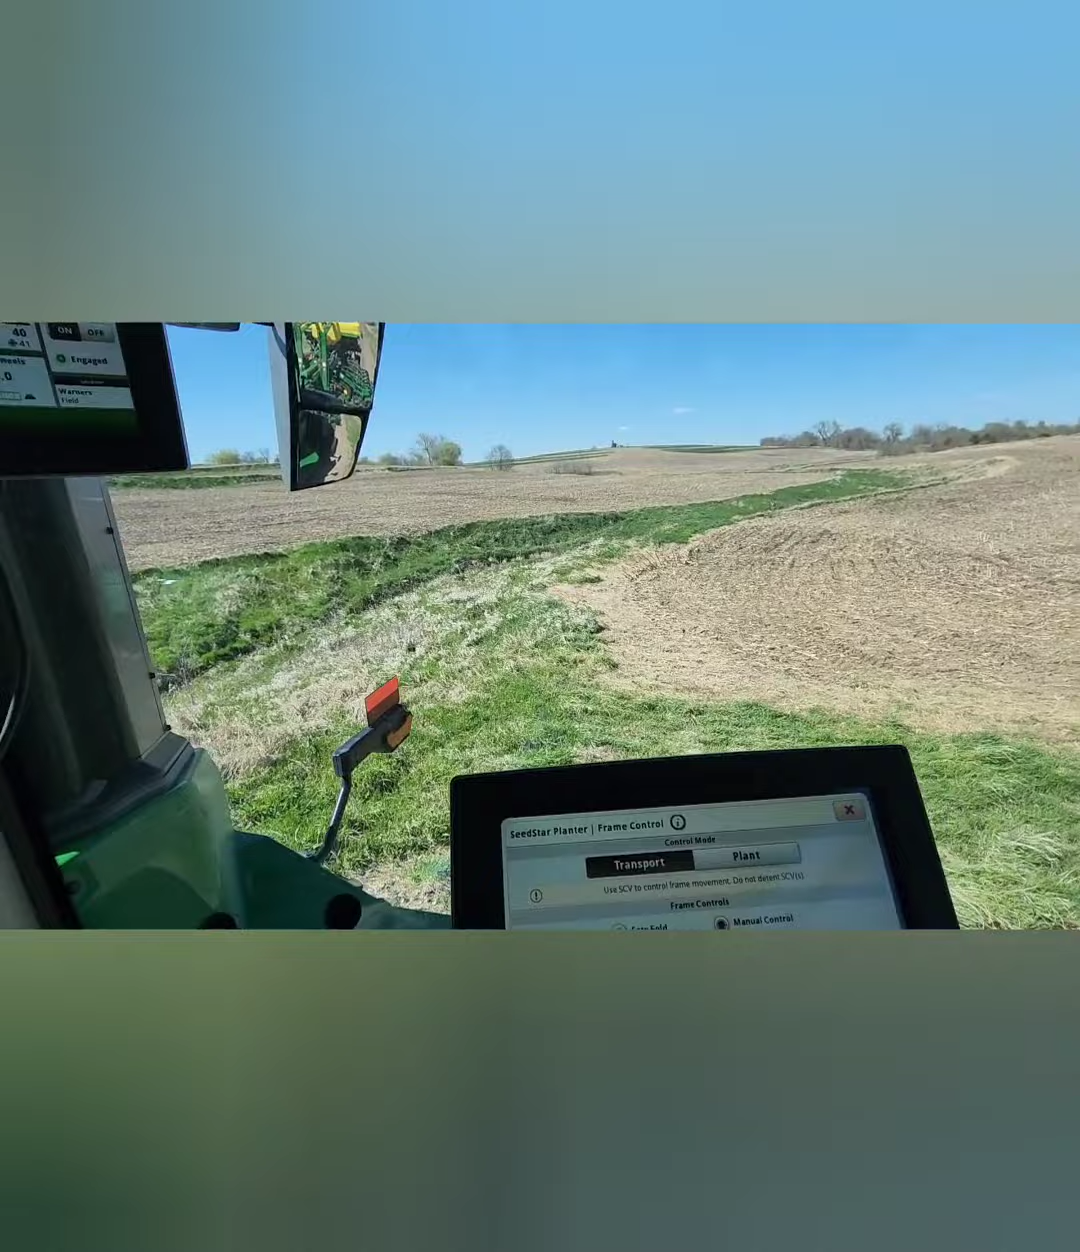 40
41
ON OFF
Engaged
.0
Warners
Field
SeedStar Planter | Frame Control
Control Mode
Transport Plant
Use SCV to control frame movement. Do not detent SCV(s)
Frame Controls
Manual Control